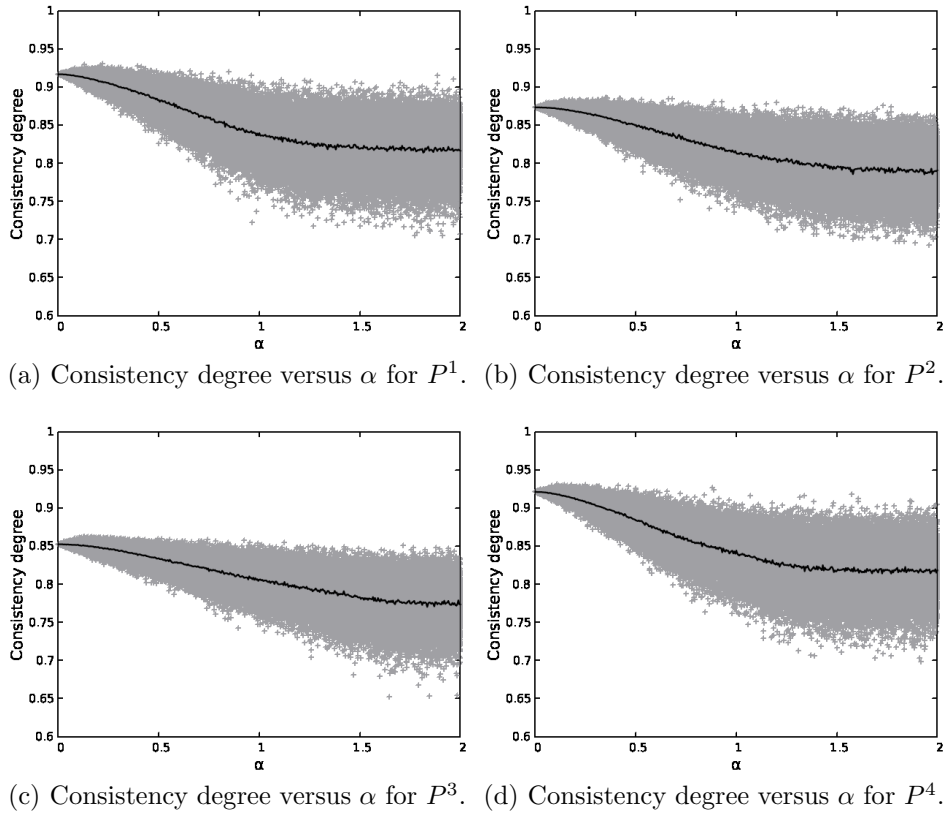 1
0.95
0.9
0.85
0.8
0.75
0.7
0.65
0.6
Consistency degree
0 0.5 1 1.5 2
α
1
0.95
0.9
0.85
0.8
0.75
0.7
0.65
0.6
Consistency degree
0 0.5 1 1.5 2
α
(a) Consistency degree versus α for P¹.
(b) Consistency degree versus α for P².
1
0.95
0.9
0.85
0.8
0.75
0.7
0.65
0.6
Consistency degree
0 0.5 1 1.5 2
α
1
0.95
0.9
0.85
0.8
0.75
0.7
0.65
0.6
Consistency degree
0 0.5 1 1.5 2
α
(c) Consistency degree versus α for P³.
(d) Consistency degree versus α for P⁴.